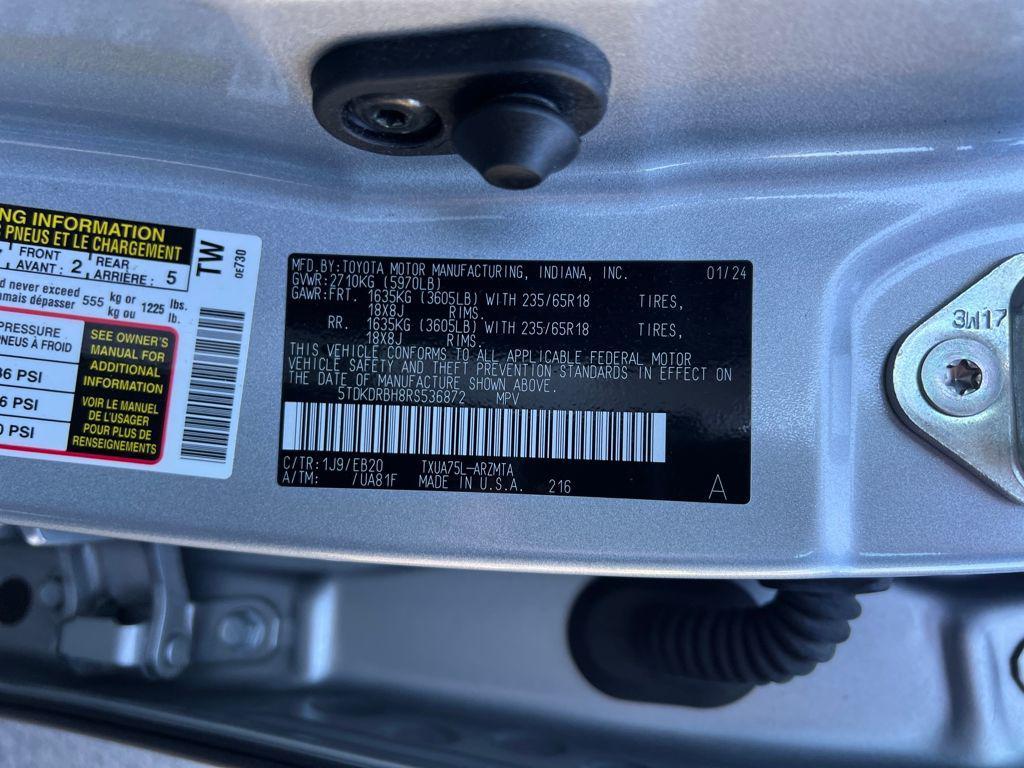 NG INFORMATION
PNEUS ET LE CHARGEMENT
FRONT
AVANT : 2
REAR
ARRIÈRE : 5
TW
0E730
d never exceed
amais dépasser 555 kg or 1225 lbs.
kg ou lb.
PRESSURE
PNEUS À FROID
36 PSI
6 PSI
0 PSI
SEE OWNER'S
MANUAL FOR
ADDITIONAL
INFORMATION
VOIR LE MANUEL
DE L'USAGER
POUR PLUS DE
RENSEIGNEMENTS
MFD.BY:TOYOTA MOTOR MANUFACTURING, INDIANA, INC. 01/24
GVWR:2710KG (5970LB)
GAWR:FRT. 1635KG (3605LB) WITH 235/65R18 TIRES,
18X8J RIMS.
RR. 1635KG (3605LB) WITH 235/65R18 TIRES,
18X8J RIMS.
THIS VEHICLE CONFORMS TO ALL APPLICABLE FEDERAL MOTOR
VEHICLE SAFETY AND THEFT PREVENTION STANDARDS IN EFFECT ON
THE DATE OF MANUFACTURE SHOWN ABOVE.
5TDKDRBH8RS536872 MPV
C/TR:1J9/EB20 TXUA75L-ARZMTA
A/TM: /UA81F MADE IN U.S.A. 216 A
3W17